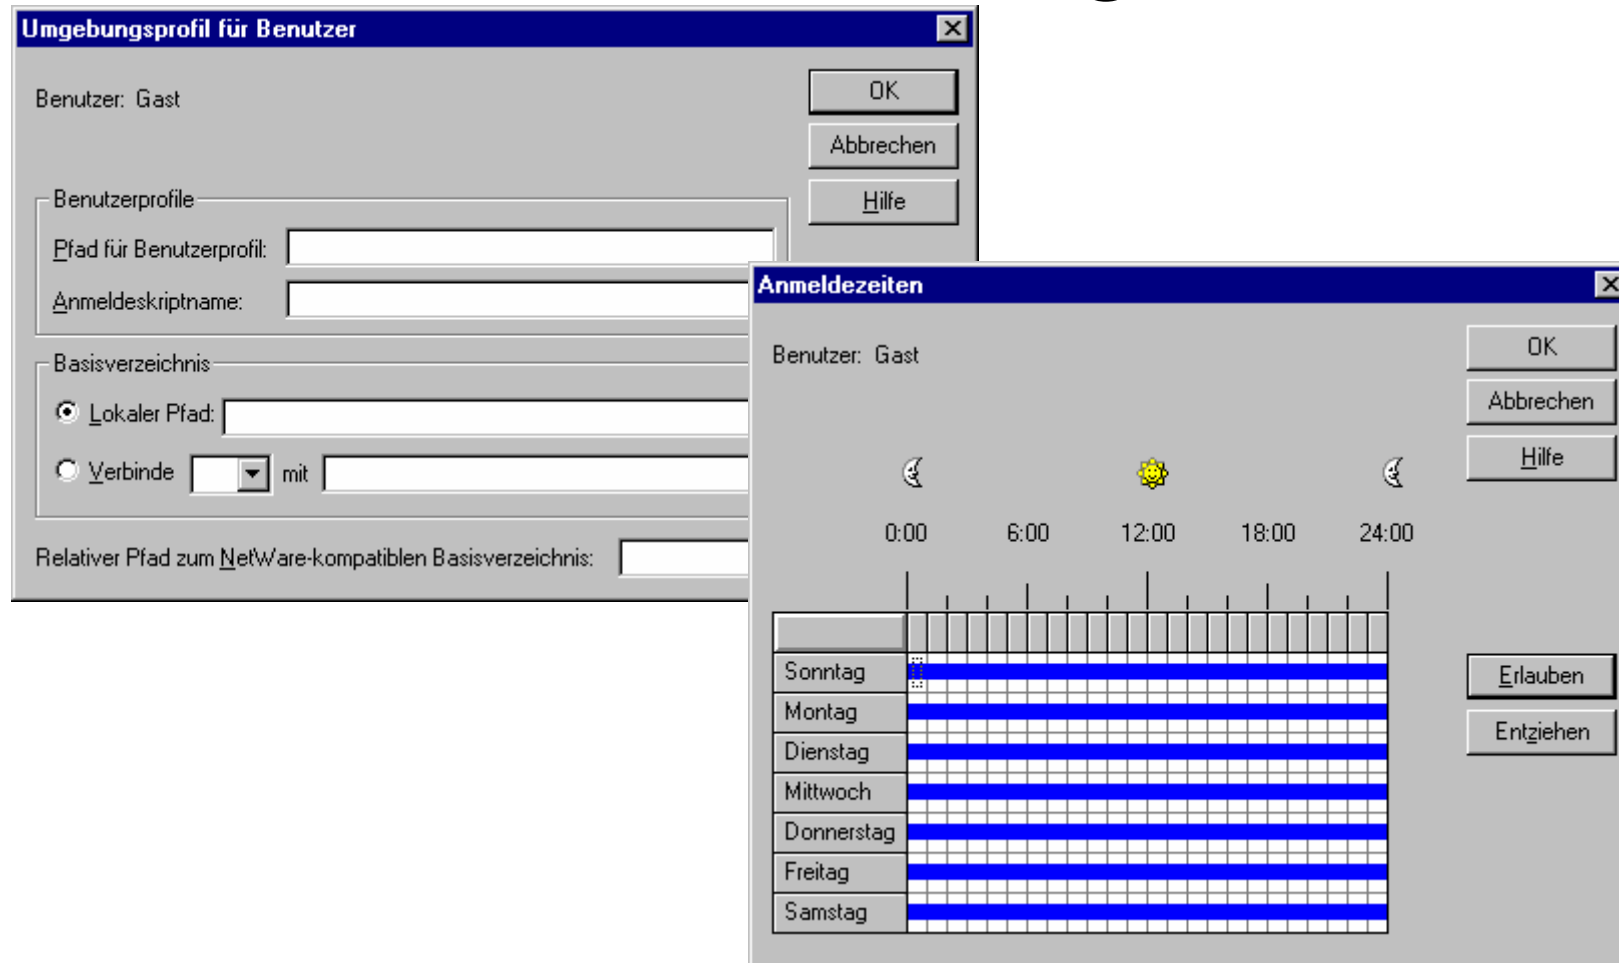 Umgebungsprofil für Benutzer
Benutzer: Gast
OK
Abbrechen
Hilfe
Benutzerprofile
Pfad für Benutzerprofil:
Anmeldeskriptname:
Basisverzeichnis
Lokaler Pfad:
Verbinde mit
Relativer Pfad zum NetWare-kompatiblen Basisverzeichnis:
Anmeldezeiten
Benutzer: Gast
OK
Abbrechen
Hilfe
0:00 6:00 12:00 18:00 24:00
Sonntag
Montag
Dienstag
Mittwoch
Donnerstag
Freitag
Samstag
Erlauben
Entziehen